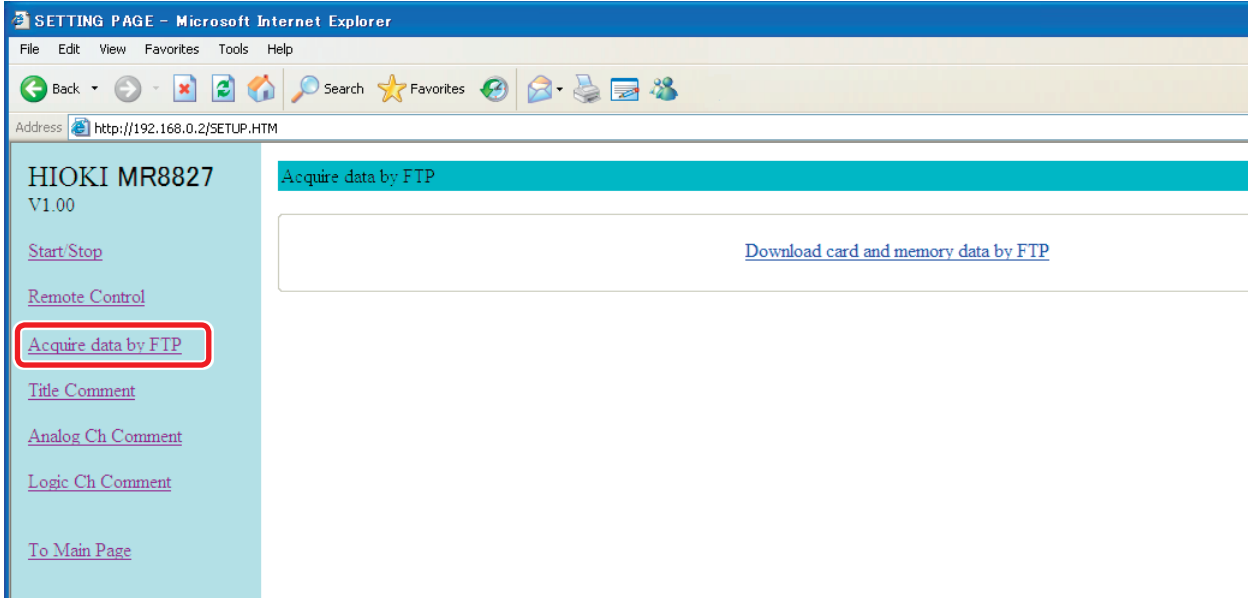 SETTING PAGE - Microsoft Internet Explorer
File Edit View Favorites Tools Help
Back Search Favorites
Address http://192.168.0.2/SETUP.HTM
HIOKI MR8827
V1.00
Start/Stop
Remote Control
Acquire data by FTP
Title Comment
Analog Ch Comment
Logic Ch Comment
To Main Page
Acquire data by FTP
Download card and memory data by FTP